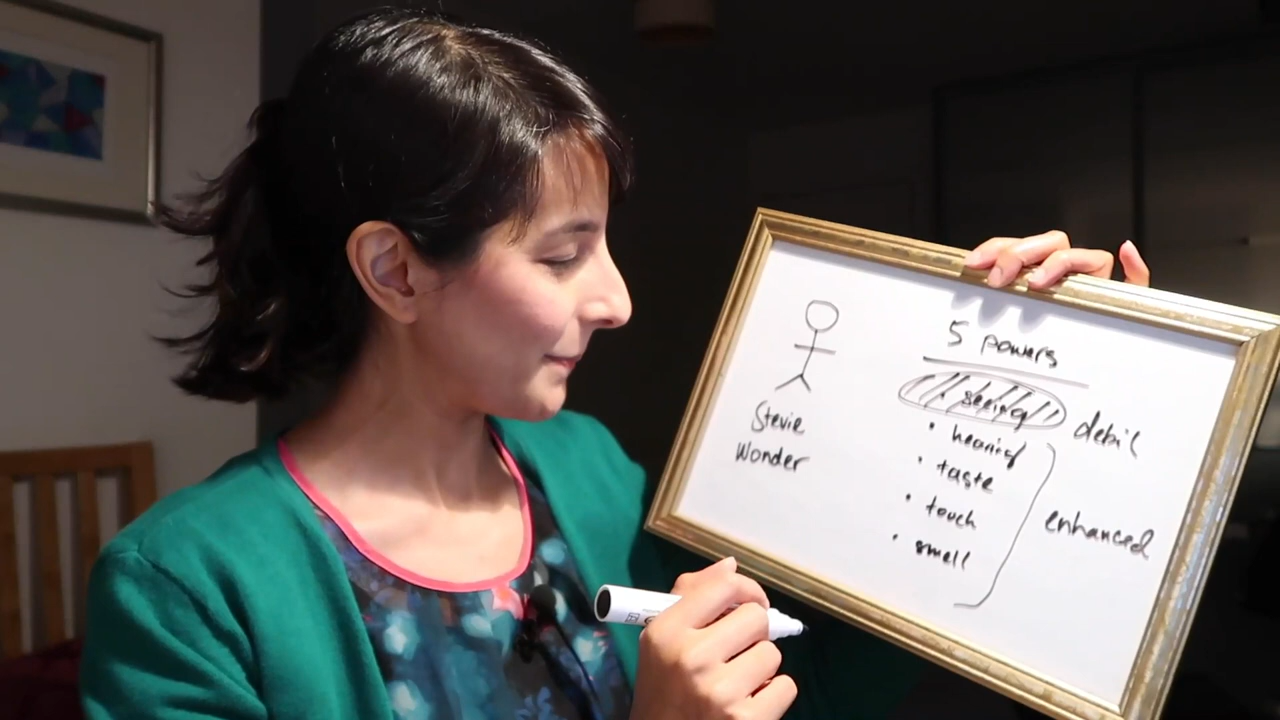 Stevie
Wonder
5 powers
• seeing
debil
• hearing
• taste
• touch
• smell
enhanced